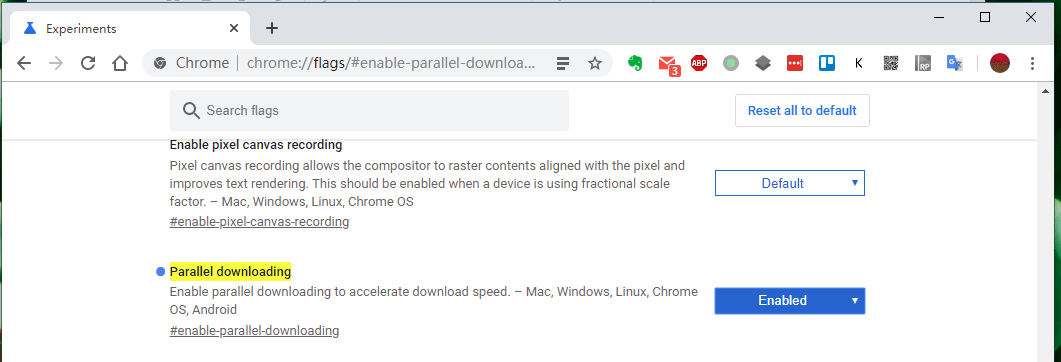 Experiments
Chrome | chrome://flags/#enable-parallel-downloa...
3
ABP
K
RP
G
Search flags
Reset all to default
Enable pixel canvas recording
Pixel canvas recording allows the compositor to raster contents aligned with the pixel and
improves text rendering. This should be enabled when a device is using fractional scale
factor. – Mac, Windows, Linux, Chrome OS
#enable-pixel-canvas-recording
Default
Parallel downloading
Enable parallel downloading to accelerate download speed. – Mac, Windows, Linux, Chrome
OS, Android
#enable-parallel-downloading
Enabled